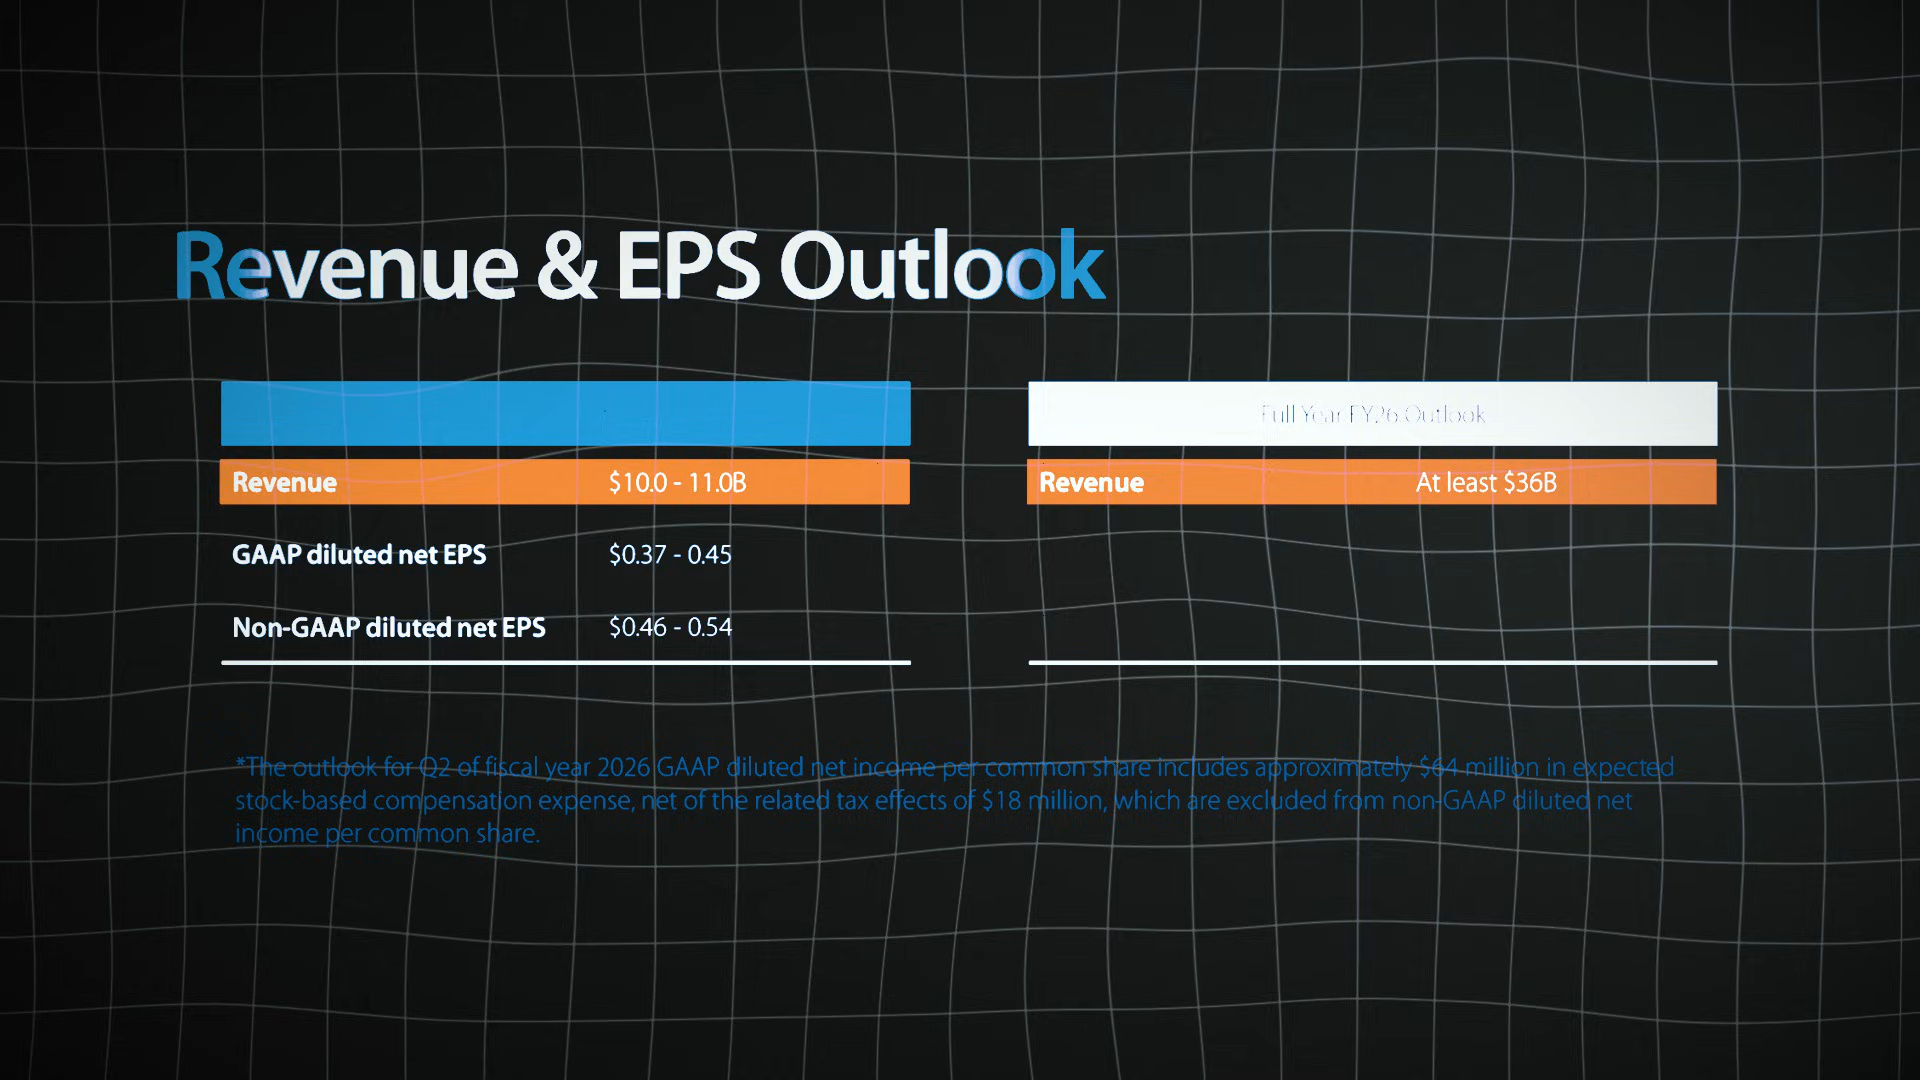 Revenue & EPS Outlook
Full Year FY26 Outlook
Revenue $10.0 - 11.0B
Revenue At least $36B
GAAP diluted net EPS $0.37 - 0.45
Non-GAAP diluted net EPS $0.46 - 0.54
*The outlook for Q2 of fiscal year 2026 GAAP diluted net income per common share includes approximately $64 million in expected
stock-based compensation expense, net of the related tax effects of $18 million, which are excluded from non-GAAP diluted net
income per common share.